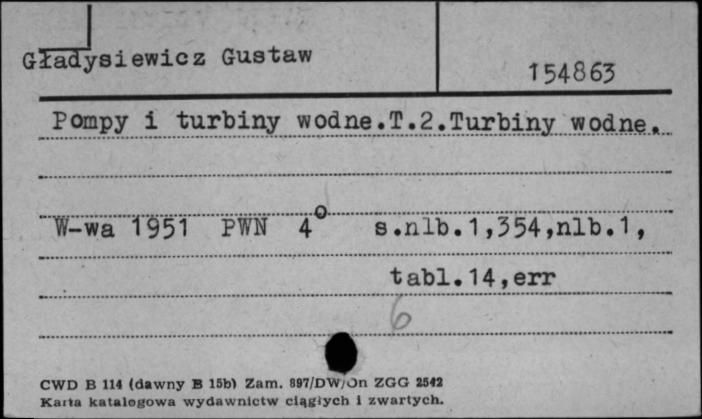 Gładysiewicz Gustaw
154863
Pompy i turbiny wodne.T.2.Turbiny wodne.
W-wa 1951 PWN 4° s.nlb.1,354,nlb.1,
tabl.14,err
6
CWD B 114 (dawny B 15b) Zam. 897/DW/On ZGG 2542
Karta katalogowa wydawnictw ciągłych i zwartych.